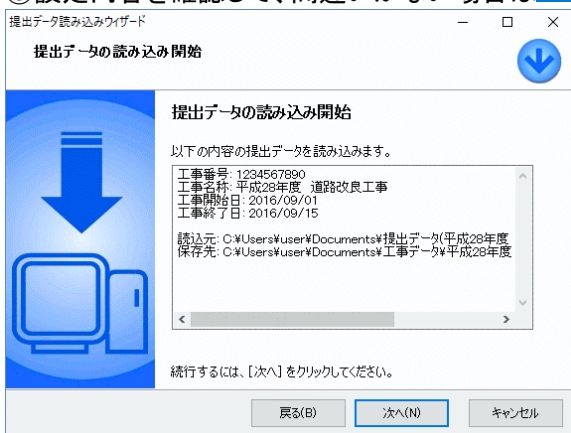 提出データ読み込みウィザード
提出データの読み込み開始
提出データの読み込み開始
以下の内容の提出データを読み込みます。
工事番号: 1234567890
工事名称: 平成28年度 道路改良工事
工事開始日: 2016/09/01
工事終了日: 2016/09/15
読込元: C:¥Users¥user¥Documents¥提出データ(平成28年度
保存先: C:¥Users¥user¥Documents¥工事データ¥平成28年度
続行するには、[次へ] をクリックしてください。
戻る(B) 次へ(N) キャンセル